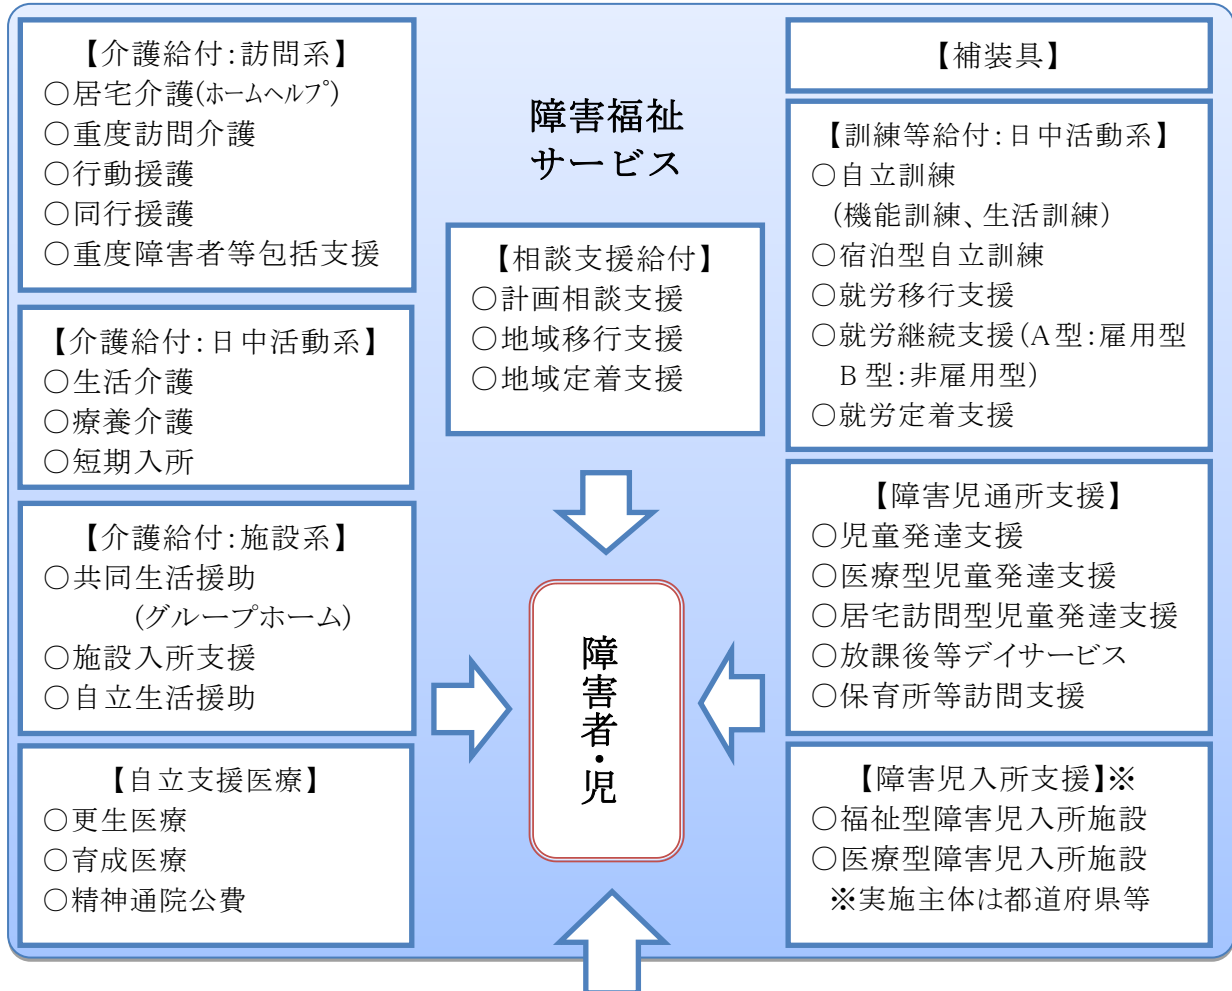 【介護給付:訪問系】
○居宅介護(ホームヘルプ)
○重度訪問介護
○行動援護
○同行援護
○重度障害者等包括支援
【介護給付:日中活動系】
○生活介護
○療養介護
○短期入所
【介護給付:施設系】
○共同生活援助
(グループホーム)
○施設入所支援
○自立生活援助
【自立支援医療】
○更生医療
○育成医療
○精神通院公費
障害福祉
サービス
【相談支援給付】
○計画相談支援
○地域移行支援
○地域定着支援
障害者・児
【補装具】
【訓練等給付:日中活動系】
○自立訓練
(機能訓練、生活訓練)
○宿泊型自立訓練
○就労移行支援
○就労継続支援(A型:雇用型
B型:非雇用型)
○就労定着支援
【障害児通所支援】
○児童発達支援
○医療型児童発達支援
○居宅訪問型児童発達支援
○放課後等デイサービス
○保育所等訪問支援
【障害児入所支援】※
○福祉型障害児入所施設
○医療型障害児入所施設
※実施主体は都道府県等